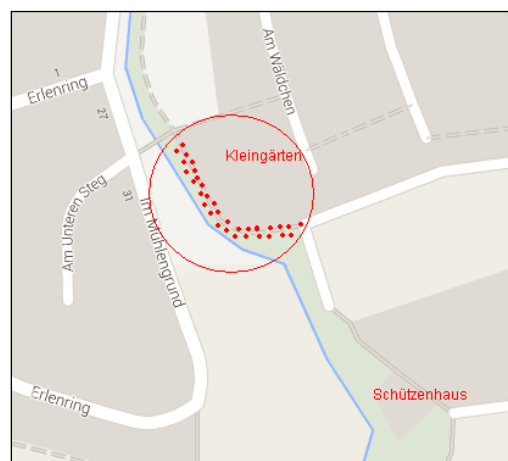 Am Wäldchen
1
Erlenring
27
Kleingärten
Am Unteren Steg
31
Im Mühlengrund
Erlenring
Schützenhaus